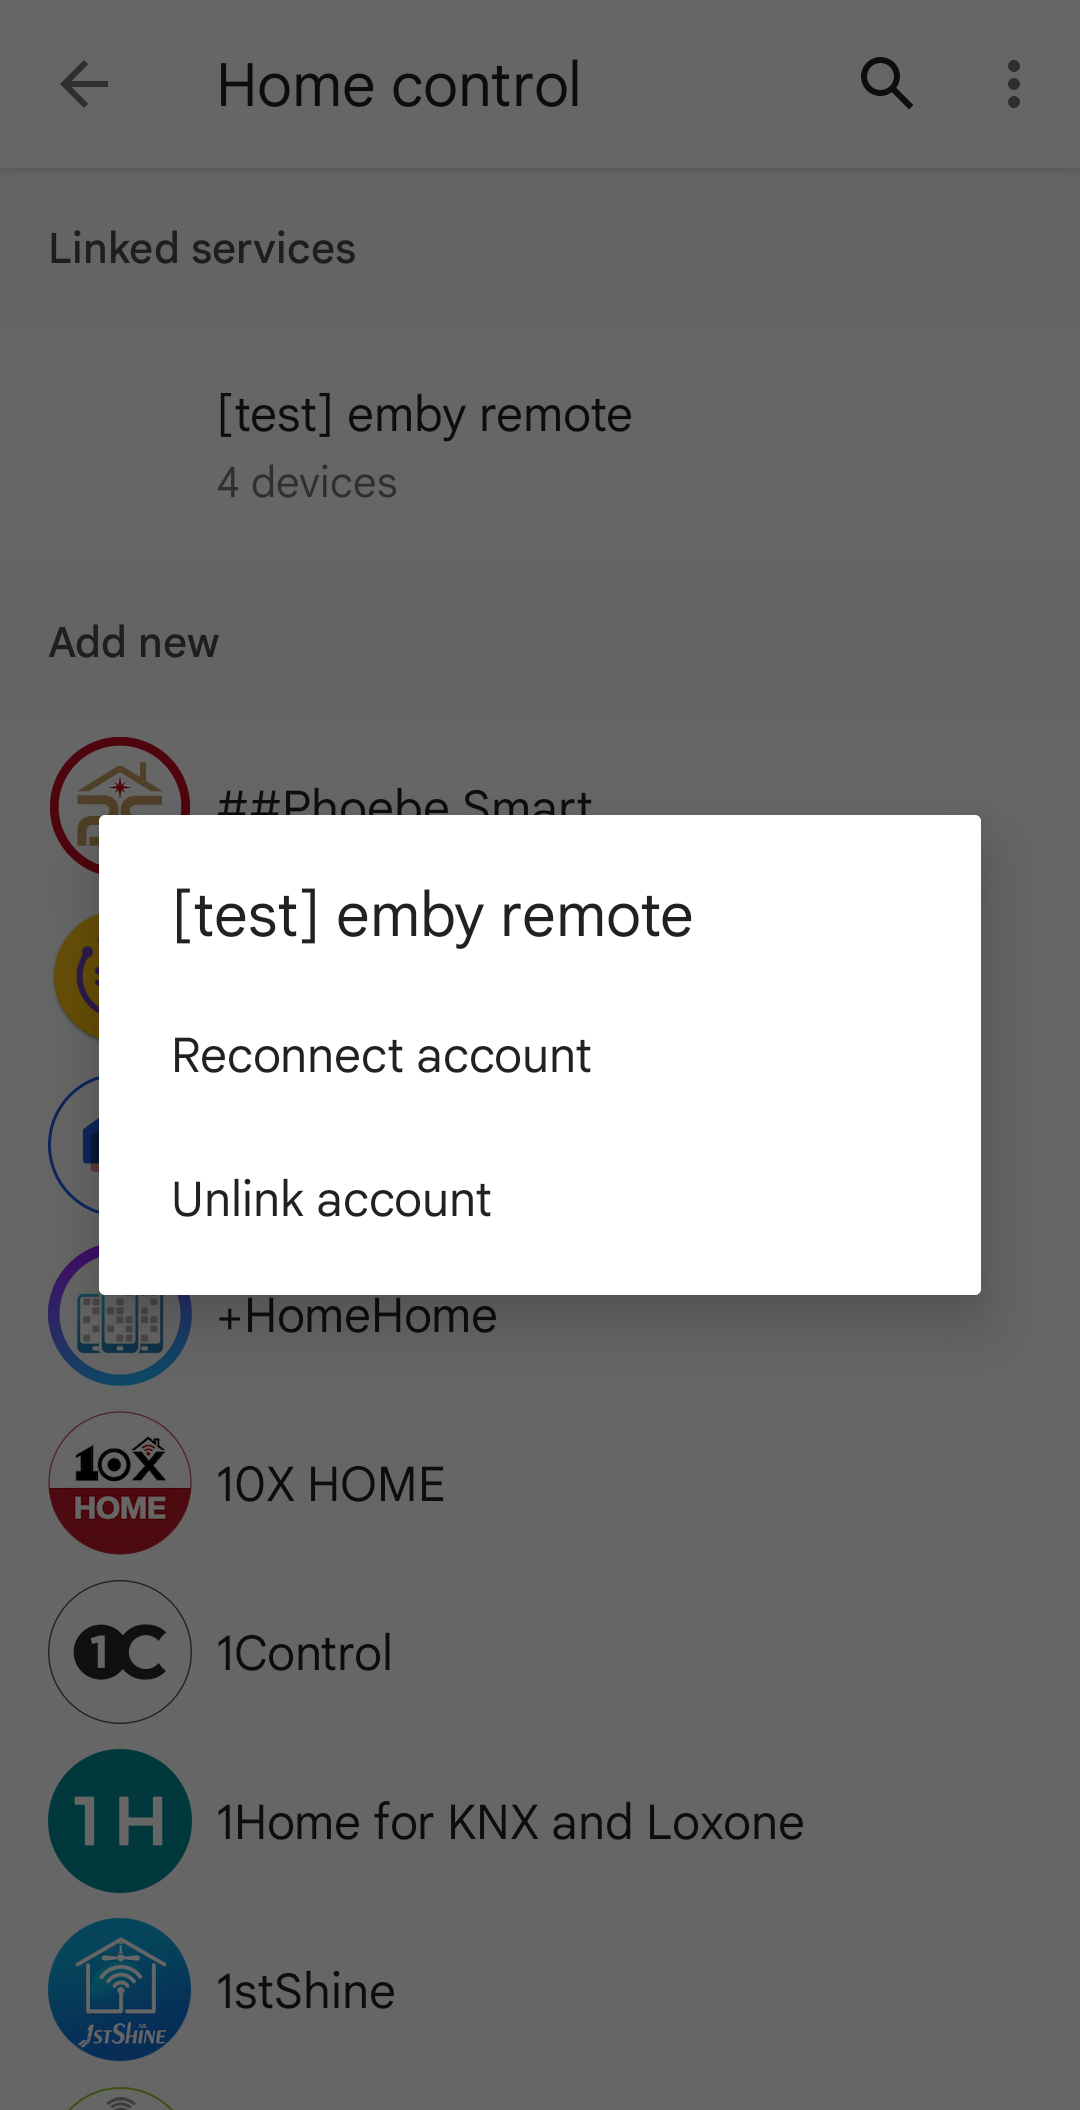 Home control
Linked services
[test] emby remote
4 devices
Add new
##Phoebe Smart
[test] emby remote
Reconnect account
Unlink account
+HomeHome
10X
HOME
10X HOME
1C
1Control
1H
1Home for KNX and Loxone
1STSHINE
1stShine